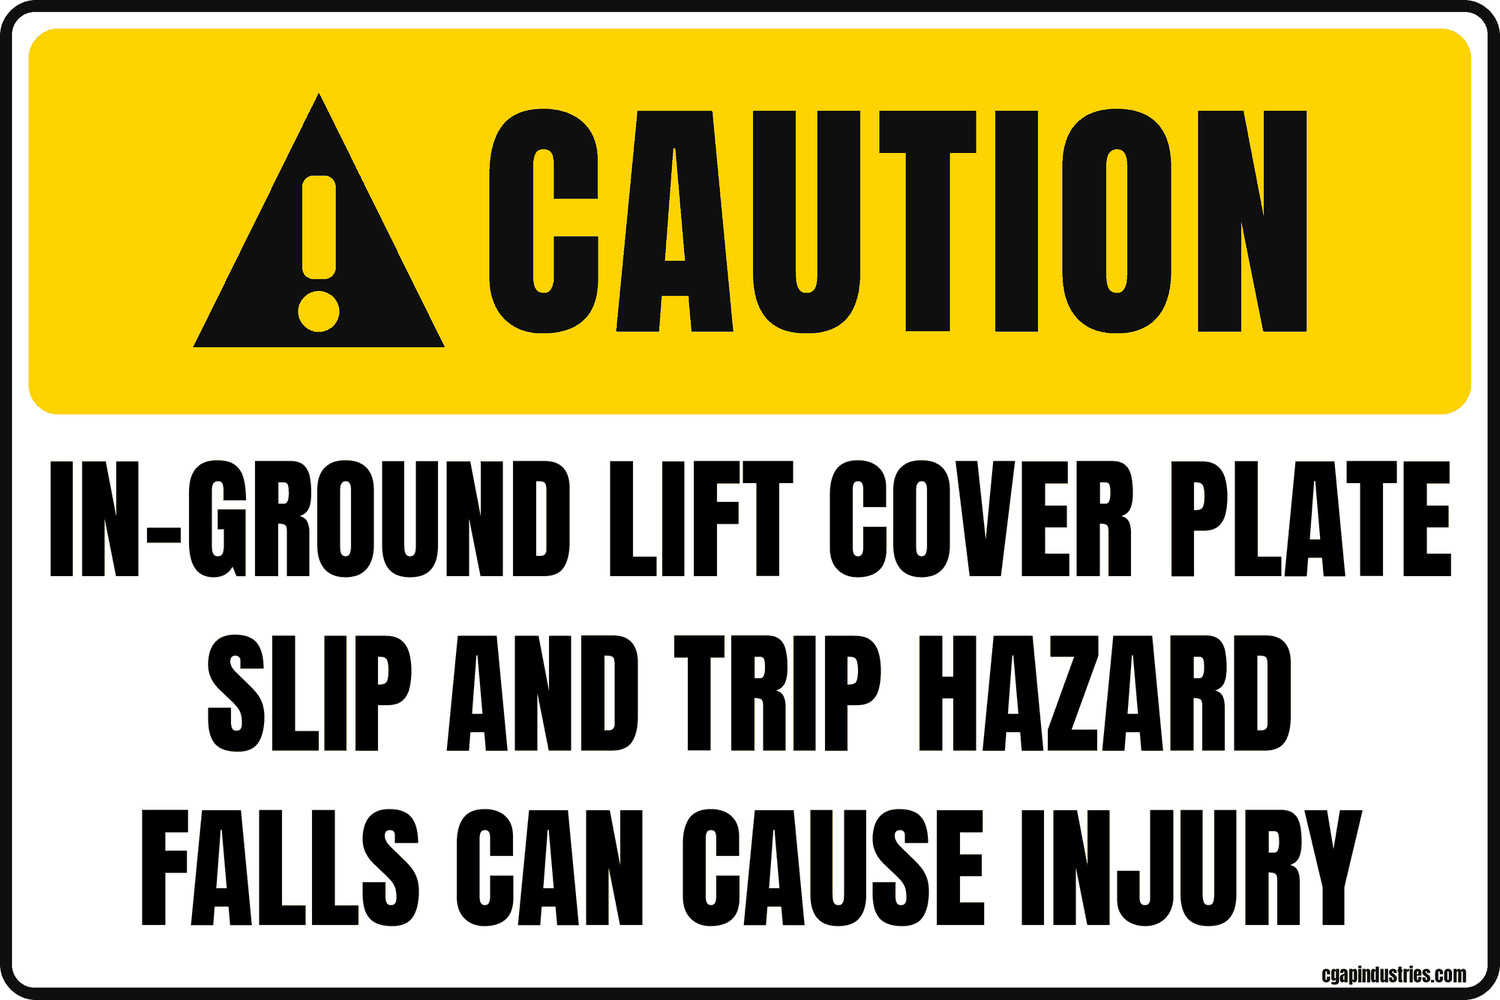 CAUTION
IN-GROUND LIFT COVER PLATE
SLIP AND TRIP HAZARD
FALLS CAN CAUSE INJURY
cgapindustries.com